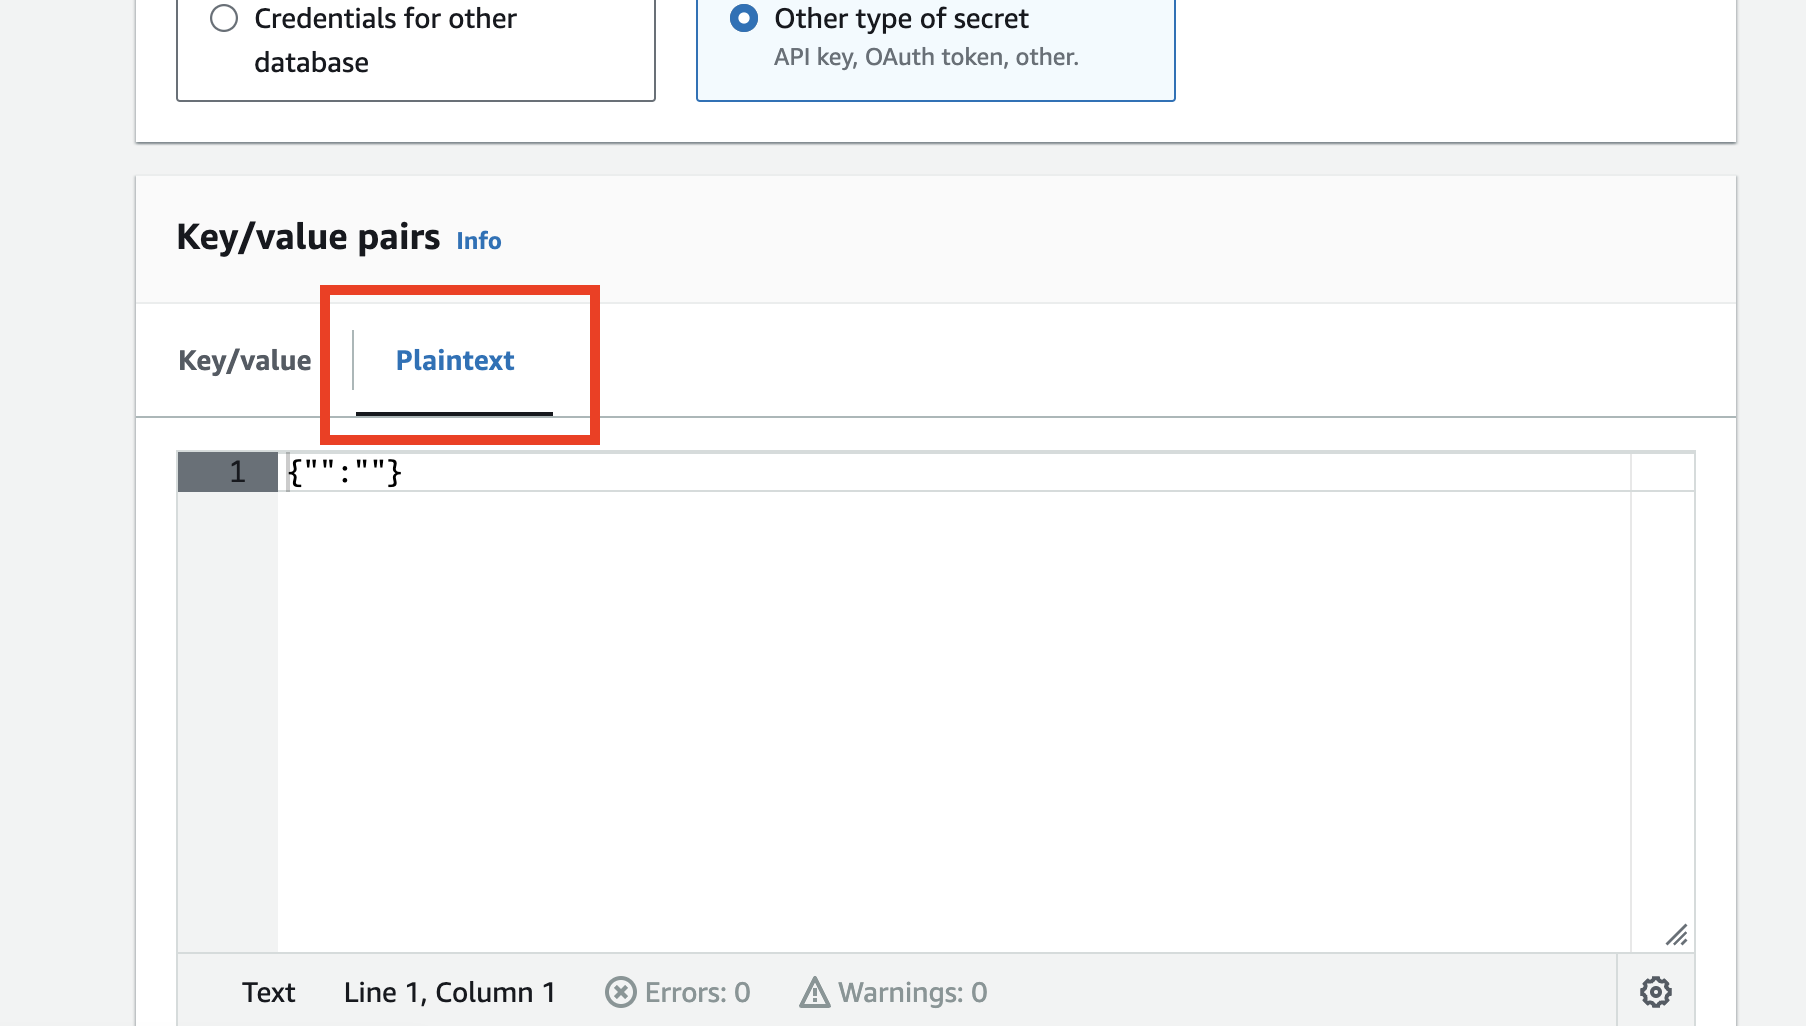 Credentials for other
database
Other type of secret
API key, OAuth token, other.
Key/value pairs Info
Key/value Plaintext
1 {"":""}
Text Line 1, Column 1 Errors: 0 Warnings: 0